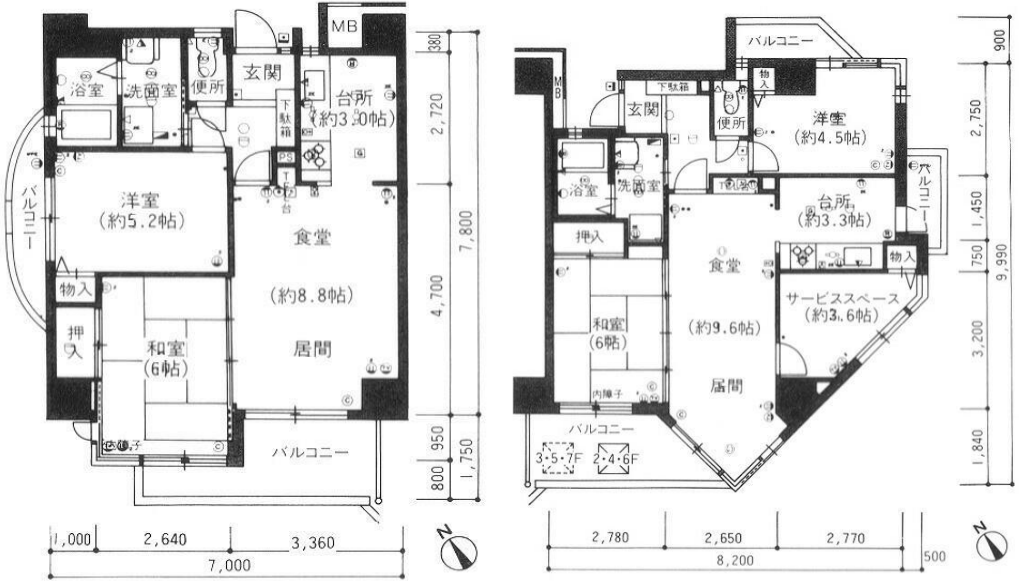 MB
玄関
浴室
洗面室
便所
下駄箱
台所
(約3.0帖)
PS
バルコニー
洋室
(約5.2帖)
食堂
(約8.8帖)
居間
物入
押入
和室
(6帖)
内障子
バルコニー
380
2,720
7,800
4,700
950
800
1,750
1,000
2,640
3,360
7,000
N
バルコニー
MB
玄関
下駄箱
便所
物入
洋室
(約4.5帖)
浴室
洗面室
台所
(約3.3帖)
バルコニー
押入
食堂
(約9.6帖)
居間
物入
サービススペース
(約3.6帖)
和室
(6帖)
内障子
バルコニー
3・5・7F
2・4・6F
900
2,750
1,450
750
9,990
3,200
1,840
2,780
2,650
2,770
8,200
500
N